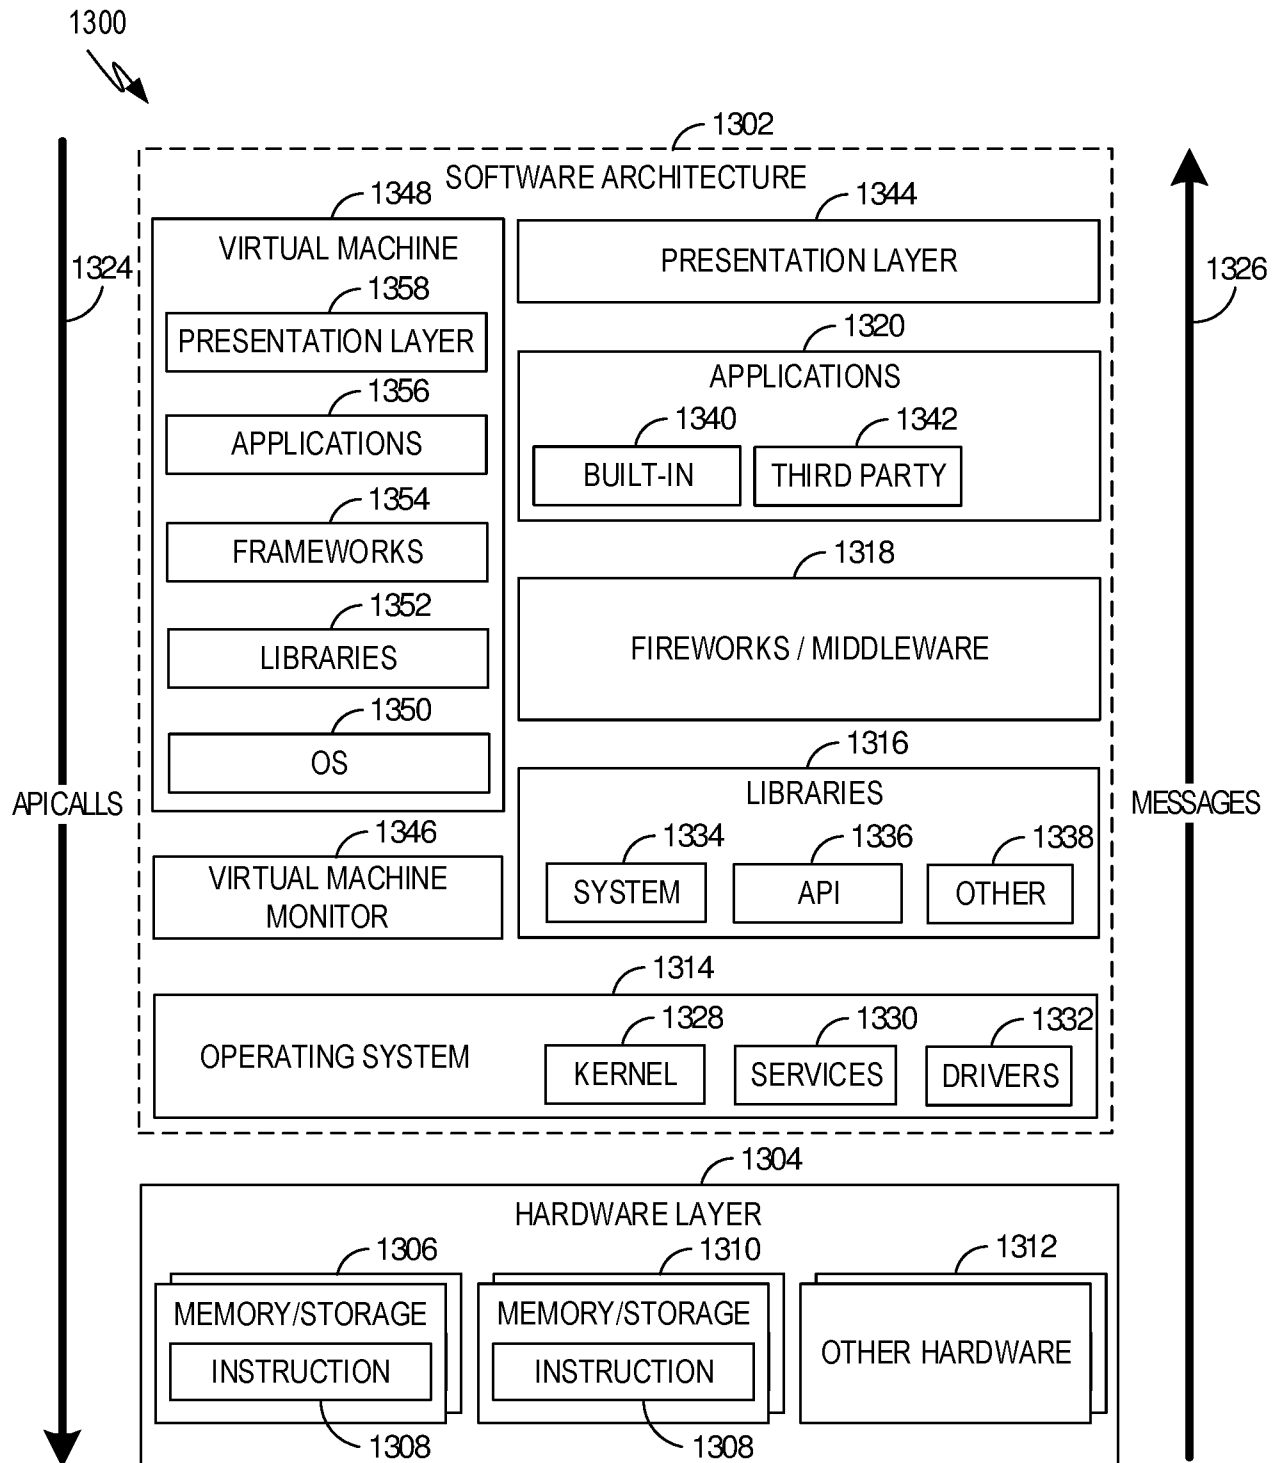 1300
1302
SOFTWARE ARCHITECTURE
1348
VIRTUAL MACHINE
1358
PRESENTATION LAYER
1356
APPLICATIONS
1354
FRAMEWORKS
1352
LIBRARIES
1350
OS
1346
VIRTUAL MACHINE
MONITOR
1344
PRESENTATION LAYER
1320
APPLICATIONS
1340
BUILT-IN
1342
THIRD PARTY
1318
FIREWORKS / MIDDLEWARE
1316
LIBRARIES
1334
SYSTEM
1336
API
1338
OTHER
1314
OPERATING SYSTEM
1328
KERNEL
1330
SERVICES
1332
DRIVERS
1304
HARDWARE LAYER
1306
MEMORY/STORAGE
INSTRUCTION
1308
1310
MEMORY/STORAGE
INSTRUCTION
1308
1312
OTHER HARDWARE
1324
API CALLS
1326
MESSAGES